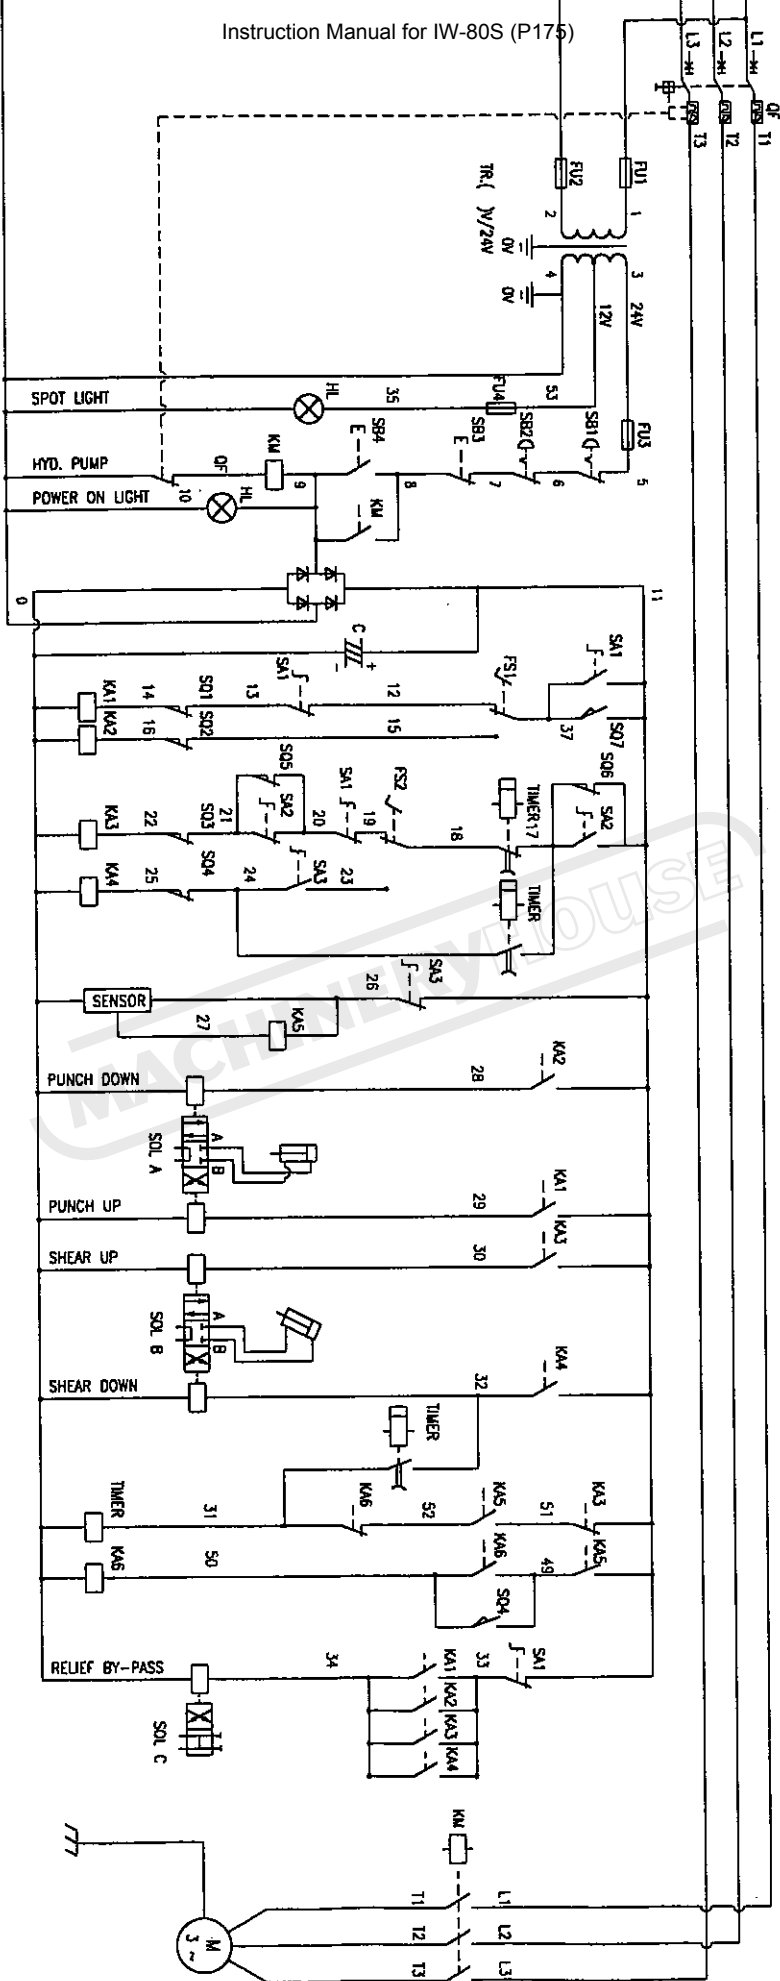 Instruction Manual for IW-80S (P175)
L3
L2
L1
QF
T3
T2
T1
FU2
FU1
TR.( )V/24V
2
1
0V
4
3
0V
12V
24V
SPOT LIGHT
HL
35
FU4
53
FU3
HYD. PUMP
10
QF
KM
9
SB4
8
SB3
7
SB2
6
SB1
5
POWER ON LIGHT
HL
KM
0
11
C
+
-
KA1
14
SQ1
13
SA1
12
FS1
37
SA1
SQ7
KA2
16
SQ2
15
KA3
22
SQ3
21
SQ5
SA2
20
SA1
19
FS2
18
TIMER
17
SQ6
SA2
KA4
25
SQ4
24
SA3
23
TIMER
MACHINERYHOUSE
SENSOR
27
KA5
26
SA3
PUNCH DOWN
28
KA2
SOL A
A
B
PUNCH UP
29
KA1
SHEAR UP
30
KA3
SOL B
A
B
SHEAR DOWN
32
KA4
TIMER
TIMER
31
KA6
52
KA5
51
KA3
KA6
50
KA6
49
KA5
SQ4
RELIEF BY-PASS
34
KA1
33
SA1
KA2
KA3
KA4
SOL C
KM
T1
L1
T2
L2
T3
L3
M
3 ~